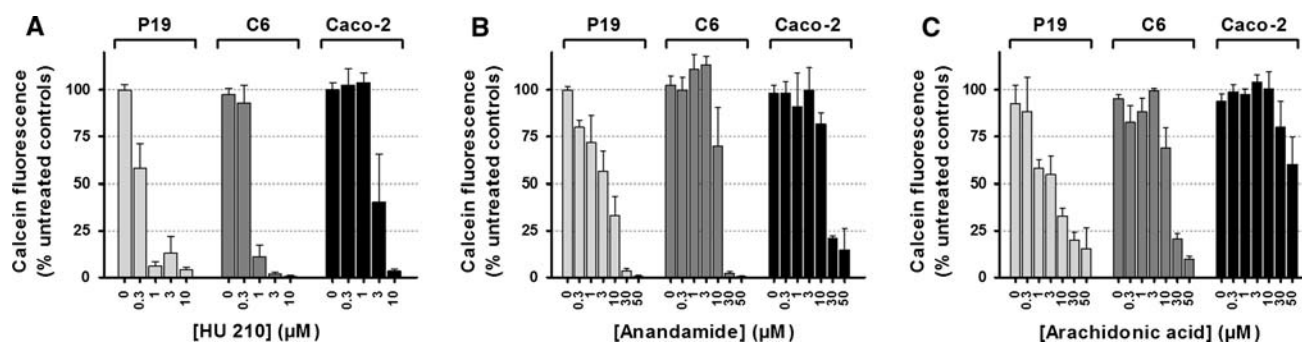 A
P19 C6 Caco-2
Calcein fluorescence
(% untreated controls)
100
75
50
25
0
0 0.3 1 3 10 0 0.3 1 3 10 0 0.3 1 3 10
[HU 210] (µM)
B
P19 C6 Caco-2
Calcein fluorescence
(% untreated controls)
100
75
50
25
0
0 0.3 1 3 10 30 50 0 0.3 1 3 10 30 50 0 0.3 1 3 10 30 50
[Anandamide] (µM)
C
P19 C6 Caco-2
Calcein fluorescence
(% untreated controls)
100
75
50
25
0
0 0.3 1 3 10 30 50 0 0.3 1 3 10 30 50 0 0.3 1 3 10 30 50
[Arachidonic acid] (µM)